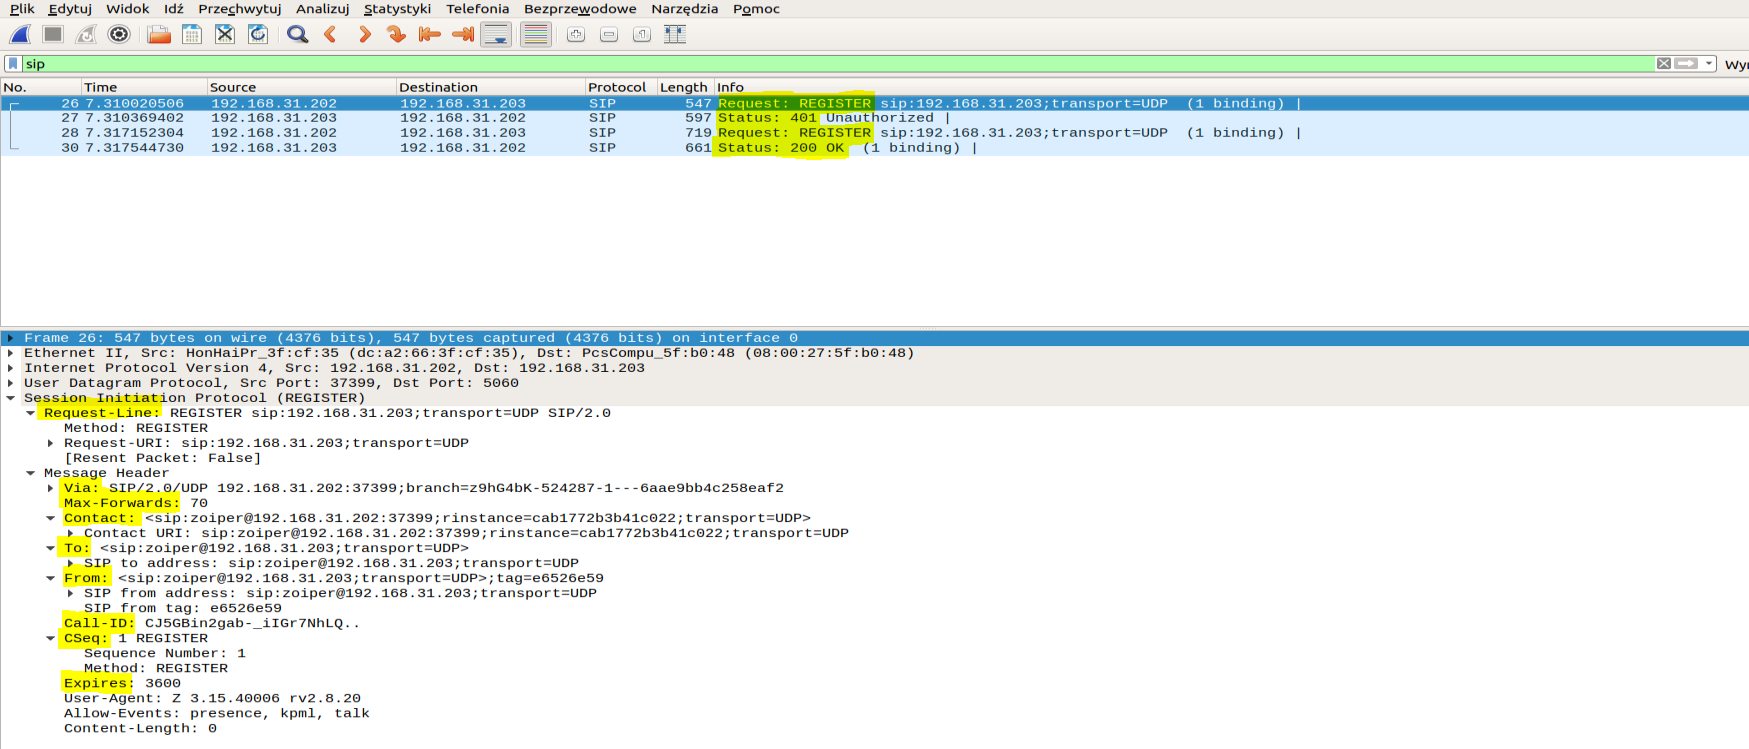 Plik Edytuj Widok Idź Przechwytuj Analizuj Statystyki Telefonia Bezprzewodowe Narzędzia Pomoc
sip Wyr
No. Time Source Destination Protocol Length Info
26 7.310020506 192.168.31.202 192.168.31.203 SIP 547 Request: REGISTER sip:192.168.31.203;transport=UDP (1 binding) |
27 7.310369402 192.168.31.203 192.168.31.202 SIP 597 Status: 401 Unauthorized |
28 7.317152304 192.168.31.202 192.168.31.203 SIP 719 Request: REGISTER sip:192.168.31.203;transport=UDP (1 binding) |
30 7.317544730 192.168.31.203 192.168.31.202 SIP 661 Status: 200 OK (1 binding) |
Frame 26: 547 bytes on wire (4376 bits), 547 bytes captured (4376 bits) on interface 0
Ethernet II, Src: HonHaiPr_3f:cf:35 (dc:a2:66:3f:cf:35), Dst: PcsCompu_5f:b0:48 (08:00:27:5f:b0:48)
Internet Protocol Version 4, Src: 192.168.31.202, Dst: 192.168.31.203
User Datagram Protocol, Src Port: 37399, Dst Port: 5060
Session Initiation Protocol (REGISTER)
Request-Line: REGISTER sip:192.168.31.203;transport=UDP SIP/2.0
Method: REGISTER
Request-URI: sip:192.168.31.203;transport=UDP
[Resent Packet: False]
Message Header
Via: SIP/2.0/UDP 192.168.31.202:37399;branch=z9hG4bK-524287-1---6aae9bb4c258eaf2
Max-Forwards: 70
Contact: <sip:zoiper@192.168.31.202:37399;rinstance=cab1772b3b41c022;transport=UDP>
Contact URI: sip:zoiper@192.168.31.202:37399;rinstance=cab1772b3b41c022;transport=UDP
To: <sip:zoiper@192.168.31.203;transport=UDP>
SIP to address: sip:zoiper@192.168.31.203;transport=UDP
From: <sip:zoiper@192.168.31.203;transport=UDP>;tag=e6526e59
SIP from address: sip:zoiper@192.168.31.203;transport=UDP
SIP from tag: e6526e59
Call-ID: CJ5GBin2gab-_iIGr7NhLQ..
CSeq: 1 REGISTER
Sequence Number: 1
Method: REGISTER
Expires: 3600
User-Agent: Z 3.15.40006 rv2.8.20
Allow-Events: presence, kpml, talk
Content-Length: 0